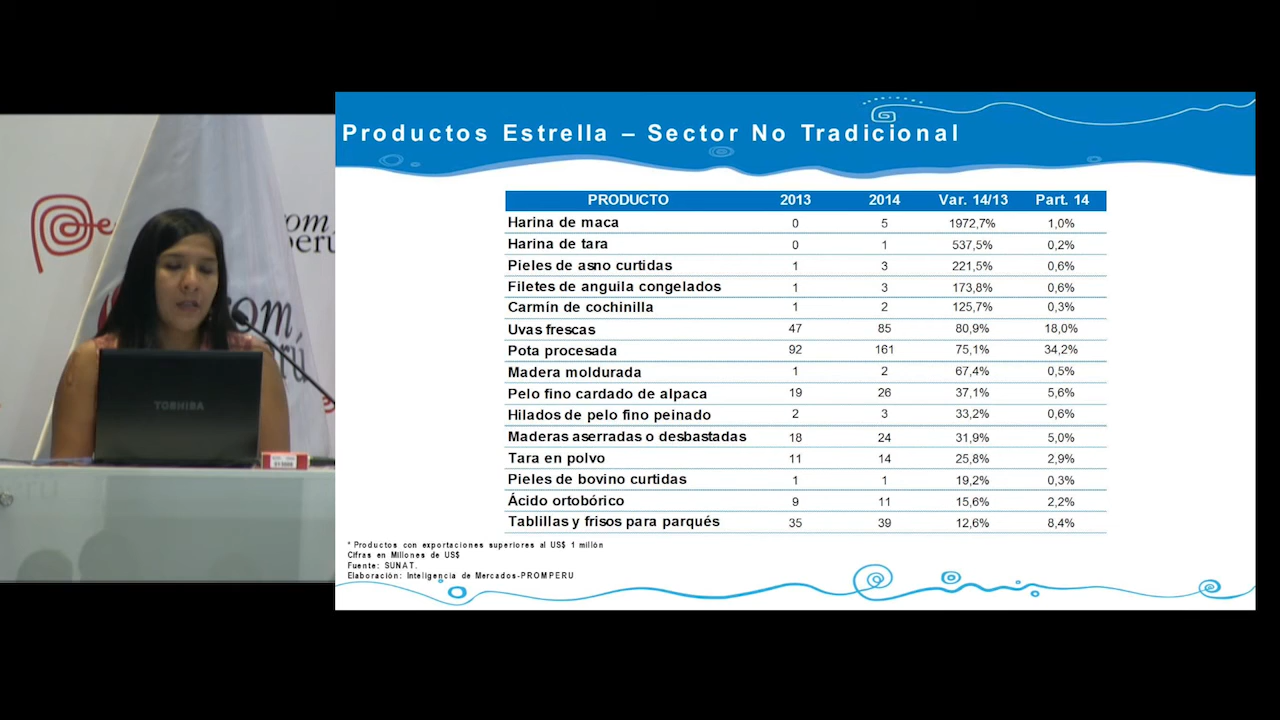 Productos Estrella – Sector No Tradicional
PRODUCTO 2013 2014 Var. 14/13 Part. 14
Harina de maca 0 5 1972,7% 1,0%
Harina de tara 0 1 537,5% 0,2%
Pieles de asno curtidas 1 3 221,5% 0,6%
Filetes de anguila congelados 1 3 173,8% 0,6%
Carmín de cochinilla 1 2 125,7% 0,3%
Uvas frescas 47 85 80,9% 18,0%
Pota procesada 92 161 75,1% 34,2%
Madera moldurada 1 2 67,4% 0,5%
Pelo fino cardado de alpaca 19 26 37,1% 5,6%
Hilados de pelo fino peinado 2 3 33,2% 0,6%
Maderas aserradas o desbastadas 18 24 31,9% 5,0%
Tara en polvo 11 14 25,8% 2,9%
Pieles de bovino curtidas 1 1 19,2% 0,3%
Ácido ortobórico 9 11 15,6% 2,2%
Tablillas y frisos para parqués 35 39 12,6% 8,4%
* Productos con exportaciones superiores al US$ 1 millón
Cifras en Millones de US$
Fuente: SUNAT.
Elaboración: Inteligencia de Mercados-PROMPERU
om
perú
om,
rú
TOSHIBA